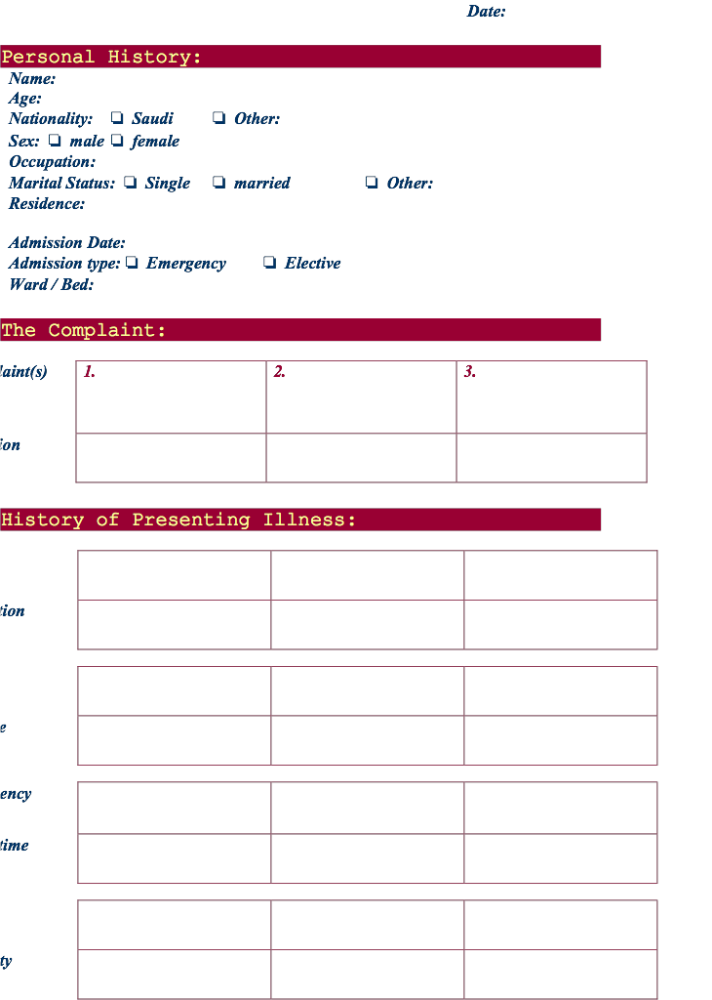 Date:
Personal History:
Name:
Age:
Nationality: ❏ Saudi ❏ Other:
Sex: ❏ male ❏ female
Occupation:
Marital Status: ❏ Single ❏ married ❏ Other:
Residence:
Admission Date:
Admission type: ❏ Emergency ❏ Elective
Ward / Bed:
The Complaint:
laint(s) 1. 2. 3.
ion
History of Presenting Illness:
tion
e
ency
time
ty